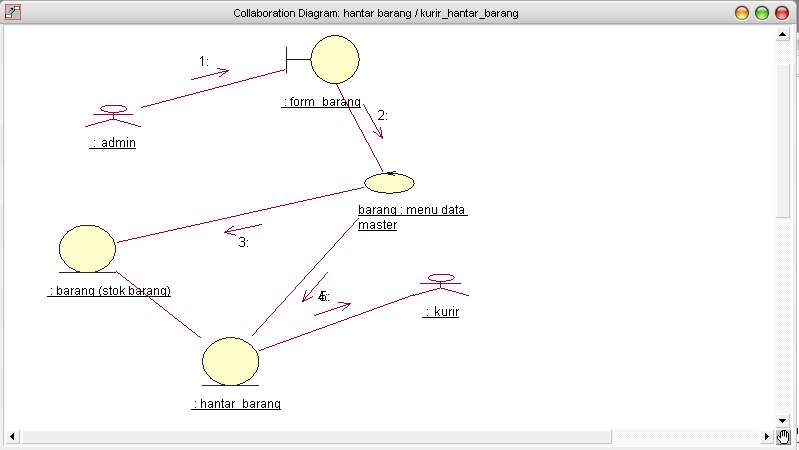 Collaboration Diagram: hantar barang / kurir_hantar_barang
1:
: form_barang
2:
: admin
barang : menu data
master
3:
: barang (stok barang)
5:
: kurir
: hantar_barang